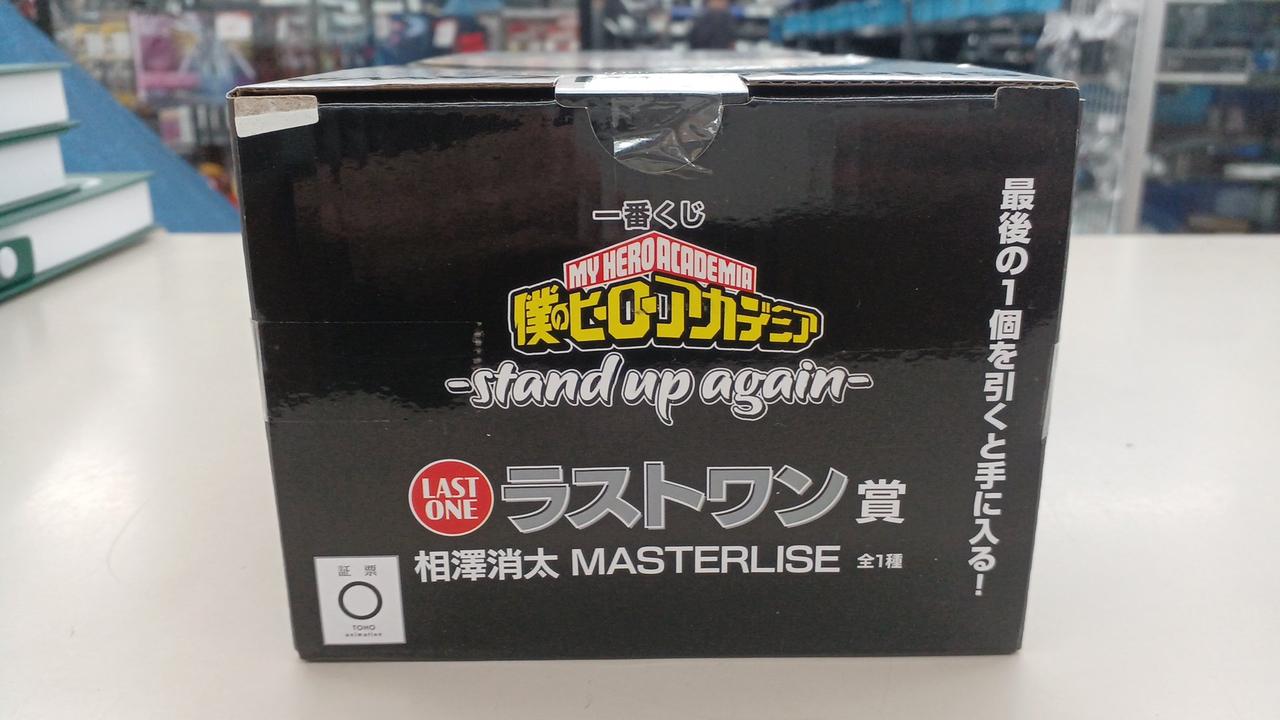 一番くじ
MY HERO ACADEMIA
僕のヒーローアカデミア
-stand up again-
LAST
ONE
ラストワン賞
相澤消太 MASTERLISE 全1種
最後の1個を引くと手に入る!
証票
TOHO
animation